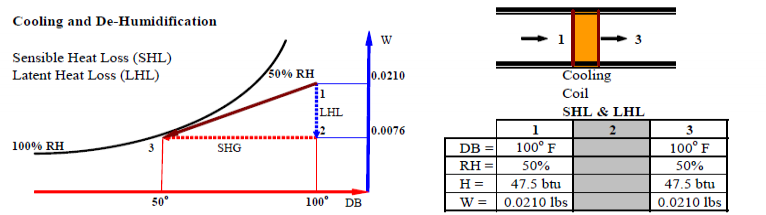 Cooling and De-Humidification
Sensible Heat Loss (SHL)
Latent Heat Loss (LHL)
W
50% RH
0.0210
1
LHL
2
0.0076
100% RH
3
SHG
50°
100°
DB
1
3
Cooling
Coil
SHL & LHL
1 2 3
DB = 100° F 100° F
RH = 50% 50%
H = 47.5 btu 47.5 btu
W = 0.0210 lbs 0.0210 lbs